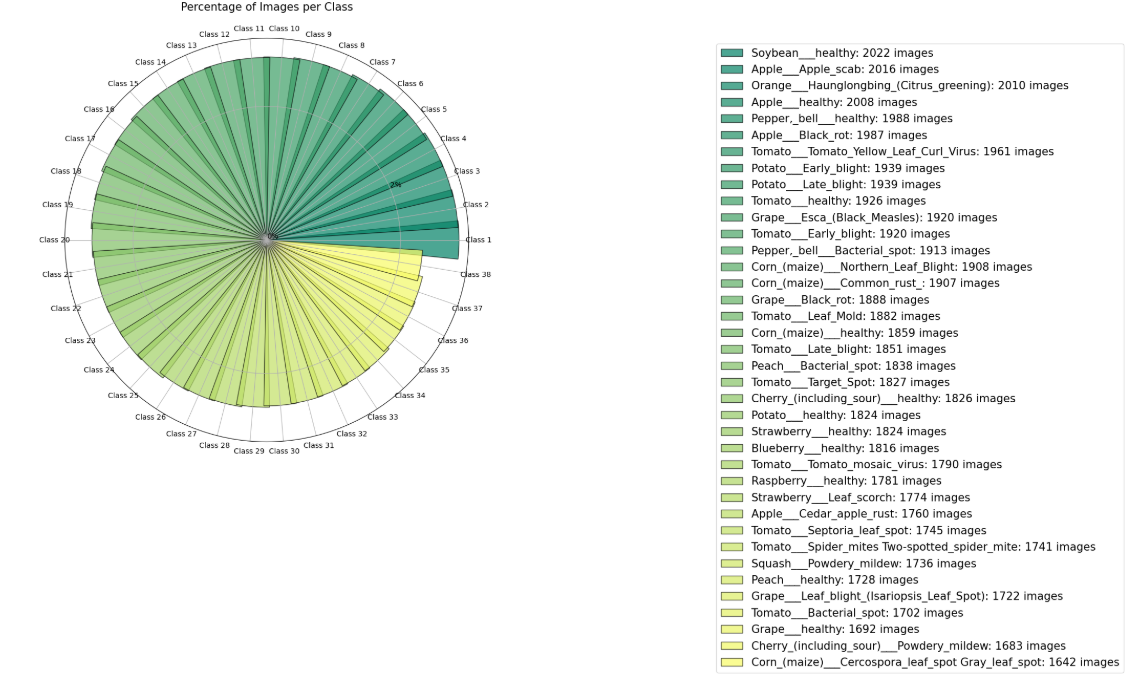 Percentage of Images per Class
Class 1
Class 2
Class 3
Class 4
Class 5
Class 6
Class 7
Class 8
Class 9
Class 10
Class 11
Class 12
Class 13
Class 14
Class 15
Class 16
Class 17
Class 18
Class 19
Class 20
Class 21
Class 22
Class 23
Class 24
Class 25
Class 26
Class 27
Class 28
Class 29
Class 30
Class 31
Class 32
Class 33
Class 34
Class 35
Class 36
Class 37
Class 38
0%
2%
Soybean___healthy: 2022 images
Apple___Apple_scab: 2016 images
Orange___Haunglongbing_(Citrus_greening): 2010 images
Apple___healthy: 2008 images
Pepper,_bell___healthy: 1988 images
Apple___Black_rot: 1987 images
Tomato___Tomato_Yellow_Leaf_Curl_Virus: 1961 images
Potato___Early_blight: 1939 images
Potato___Late_blight: 1939 images
Tomato___healthy: 1926 images
Grape___Esca_(Black_Measles): 1920 images
Tomato___Early_blight: 1920 images
Pepper,_bell___Bacterial_spot: 1913 images
Corn_(maize)___Northern_Leaf_Blight: 1908 images
Corn_(maize)___Common_rust_: 1907 images
Grape___Black_rot: 1888 images
Tomato___Leaf_Mold: 1882 images
Corn_(maize)___healthy: 1859 images
Tomato___Late_blight: 1851 images
Peach___Bacterial_spot: 1838 images
Tomato___Target_Spot: 1827 images
Cherry_(including_sour)___healthy: 1826 images
Potato___healthy: 1824 images
Strawberry___healthy: 1824 images
Blueberry___healthy: 1816 images
Tomato___Tomato_mosaic_virus: 1790 images
Raspberry___healthy: 1781 images
Strawberry___Leaf_scorch: 1774 images
Apple___Cedar_apple_rust: 1760 images
Tomato___Septoria_leaf_spot: 1745 images
Tomato___Spider_mites Two-spotted_spider_mite: 1741 images
Squash___Powdery_mildew: 1736 images
Peach___healthy: 1728 images
Grape___Leaf_blight_(Isariopsis_Leaf_Spot): 1722 images
Tomato___Bacterial_spot: 1702 images
Grape___healthy: 1692 images
Cherry_(including_sour)___Powdery_mildew: 1683 images
Corn_(maize)___Cercospora_leaf_spot Gray_leaf_spot: 1642 images